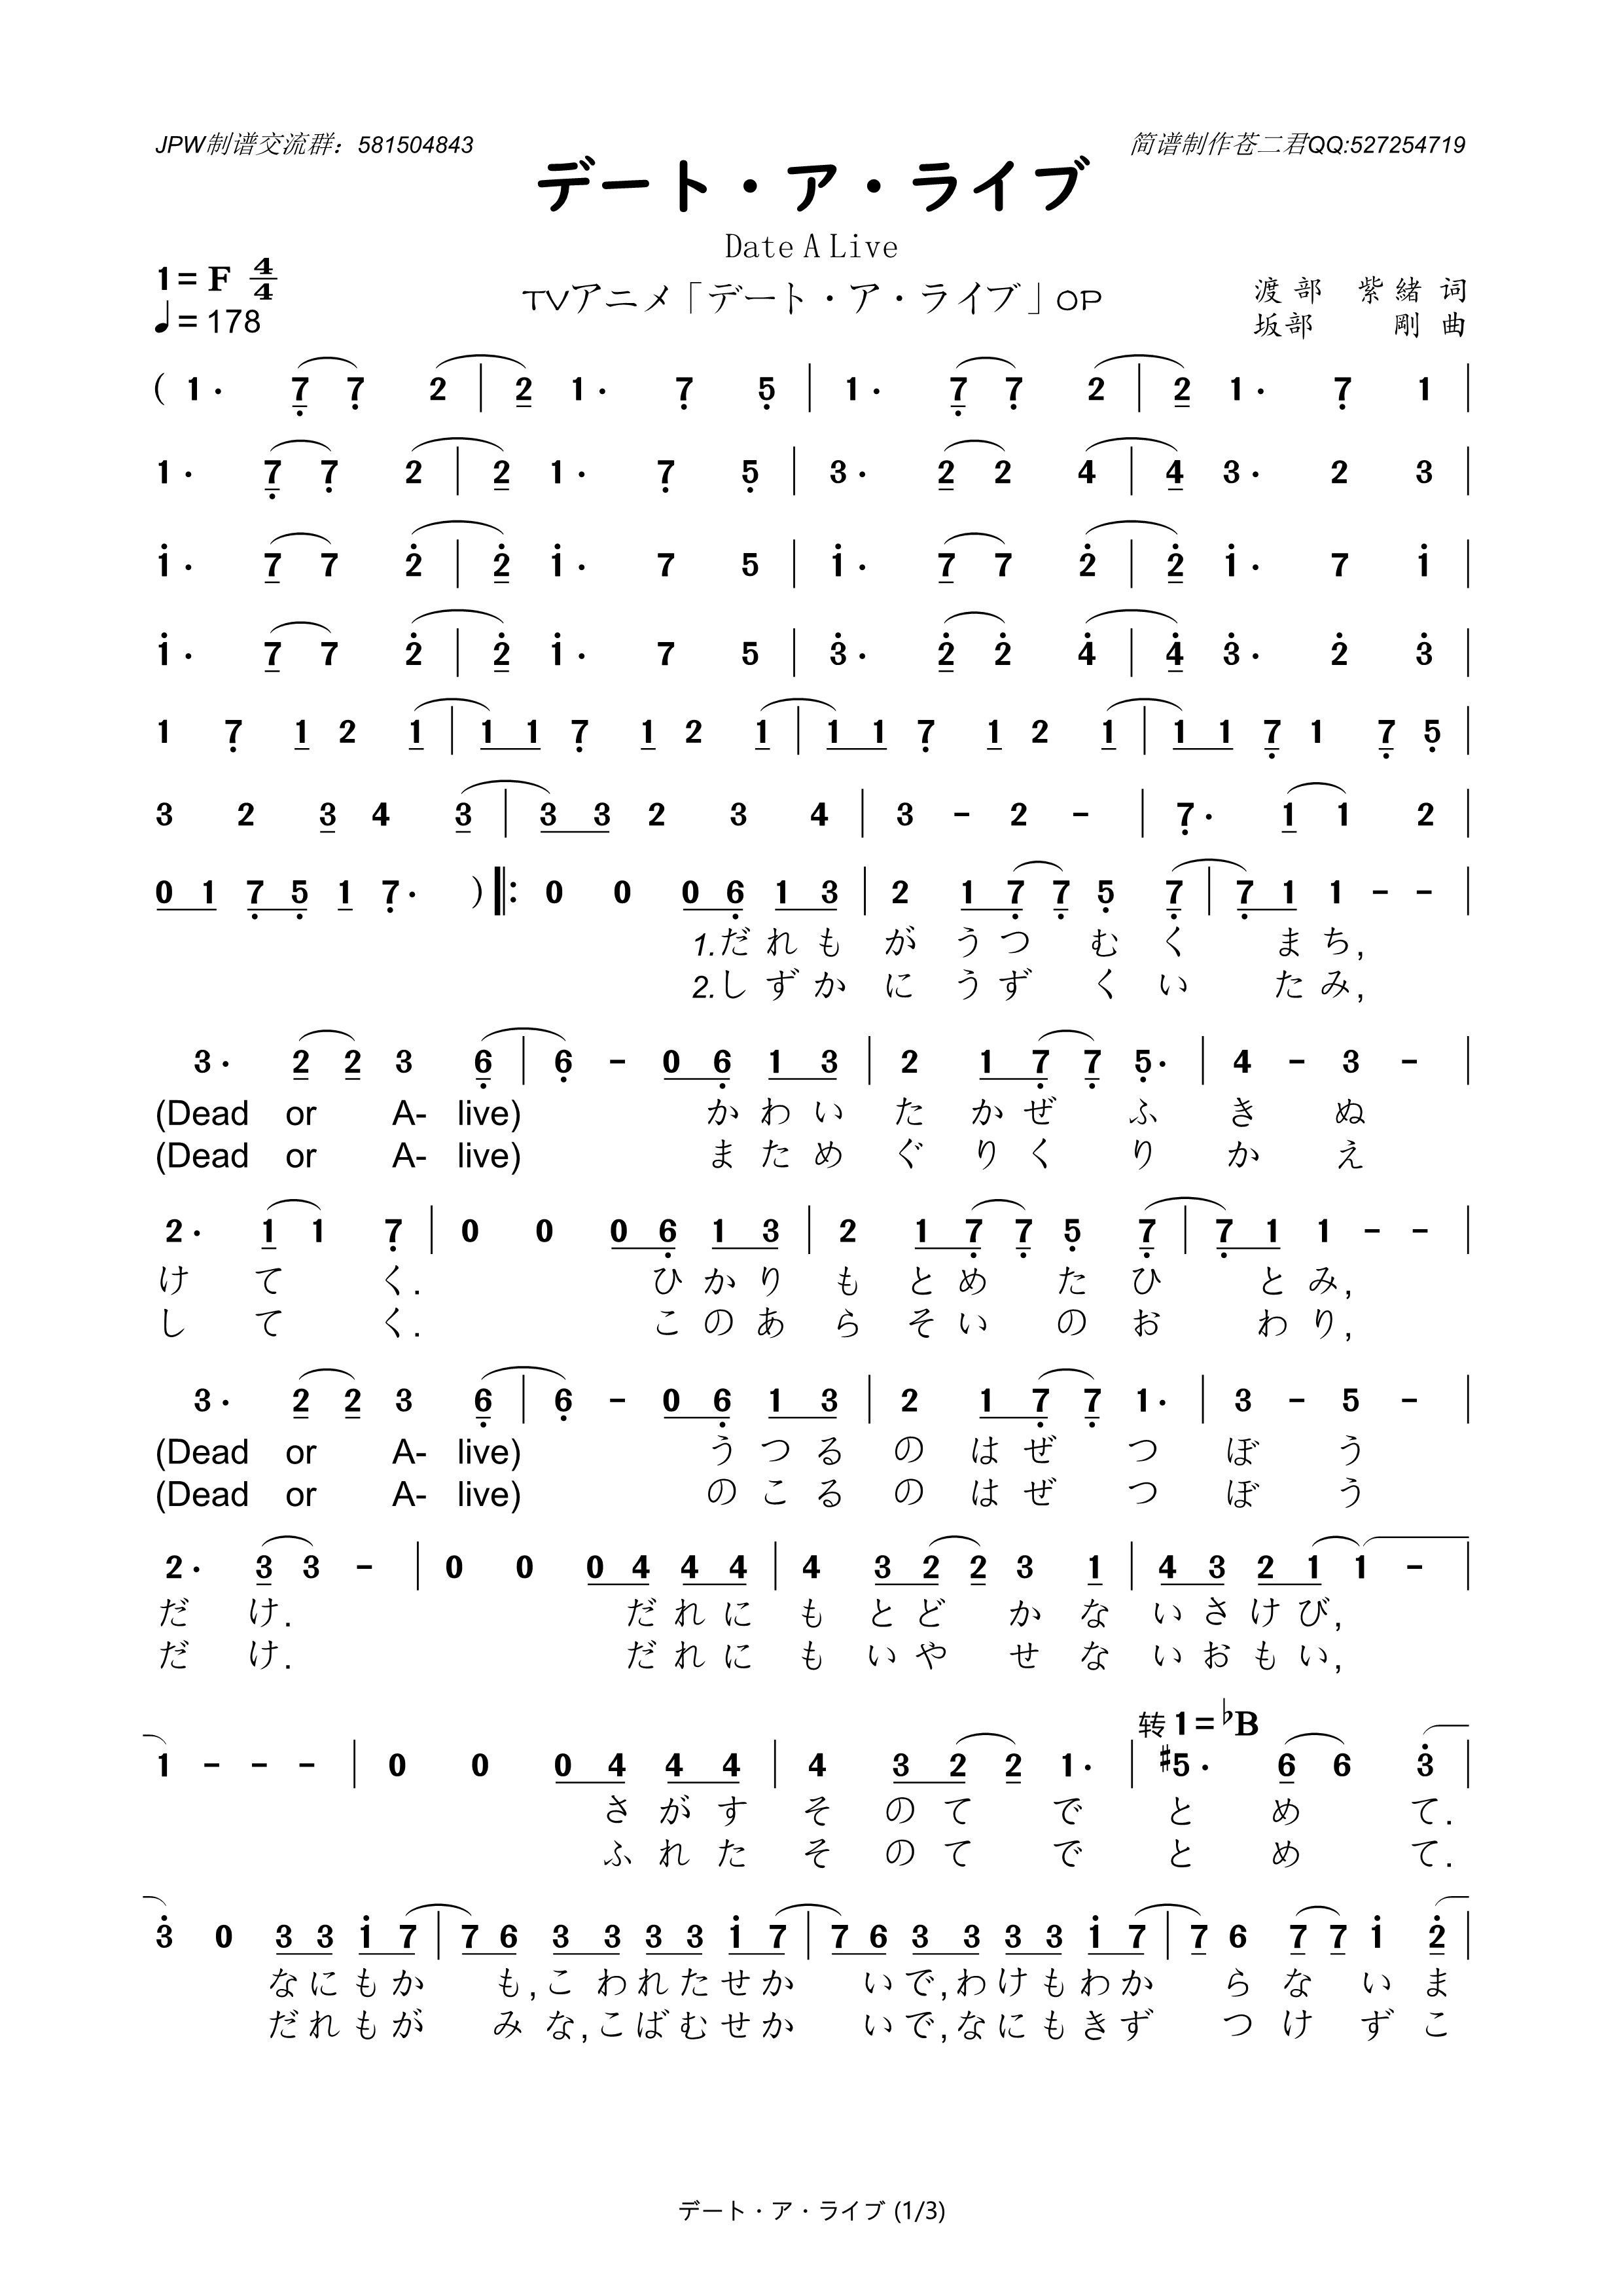 JPW制谱交流群：581504843
简谱制作苍二君QQ:527254719
デート・ア・ライブ
Date A Live
1= F 4/4
TVアニメ「デート・ア・ライブ」OP
渡部 紫緒 词
♩= 178
坂部 剛 曲
( 1· 7 7 2 | 2 1· 7 5 | 1· 7 7 2 | 2 1· 7 1 |
1· 7 7 2 | 2 1· 7 5 | 3· 2 2 4 | 4 3· 2 3 |
1· 7 7 2 | 2 1· 7 5 | 1· 7 7 2 | 2 1· 7 1 |
1· 7 7 2 | 2 1· 7 5 | 3· 2 2 4 | 4 3· 2 3 |
1 7 1 2 1 | 1 1 7 1 2 1 | 1 1 7 1 2 1 | 1 1 7 1 7 5 |
3 2 3 4 3 | 3 3 2 3 4 | 3 - 2 - | 7· 1 1 2 |
0 1 7 5 1 7· ) ‖: 0 0 0 6 1 3 | 2 1 7 7 5 7 | 7 1 1 - - |
1.だ れ も が う つ む く ま ち,
2.し ず か に う ず く い た み,
3· 2 2 3 6 | 6 - 0 6 1 3 | 2 1 7 7 5· | 4 - 3 - |
(Dead or A- live) か わ い た か ぜ ふ き ぬ
(Dead or A- live) ま た め ぐ り く り か え
2· 1 1 7 | 0 0 0 6 1 3 | 2 1 7 7 5 7 | 7 1 1 - - |
け て く. ひ か り も と め た ひ と み,
し て く. こ の あ ら そ い の お わ り,
3· 2 2 3 6 | 6 - 0 6 1 3 | 2 1 7 7 1· | 3 - 5 - |
(Dead or A- live) う つ る の は ぜ つ ぼ う
(Dead or A- live) の こ る の は ぜ つ ぼ う
2· 3 3 - | 0 0 0 4 4 4 | 4 3 2 2 3 1 | 4 3 2 1 1 - |
だ け. だ れ に も と ど か な い さ け び,
だ け. だ れ に も い や せ な い お も い,
转 1=♭B
1 - - - | 0 0 0 4 4 4 | 4 3 2 2 1· | #5· 6 6 3 |
さ が す そ の て で と め て.
ふ れ た そ の て で と め て.
3 0 3 3 1 7 | 7 6 3 3 3 3 1 7 | 7 6 3 3 3 3 1 7 | 7 6 7 7 1 2 |
な に も か も,こ わ れ た せ か い で,わ け も わ か ら な い ま
だ れ も が み な,こ ば む せ か い で,な に も き ず つ け ず こ
デート・ア・ライブ (1/3)